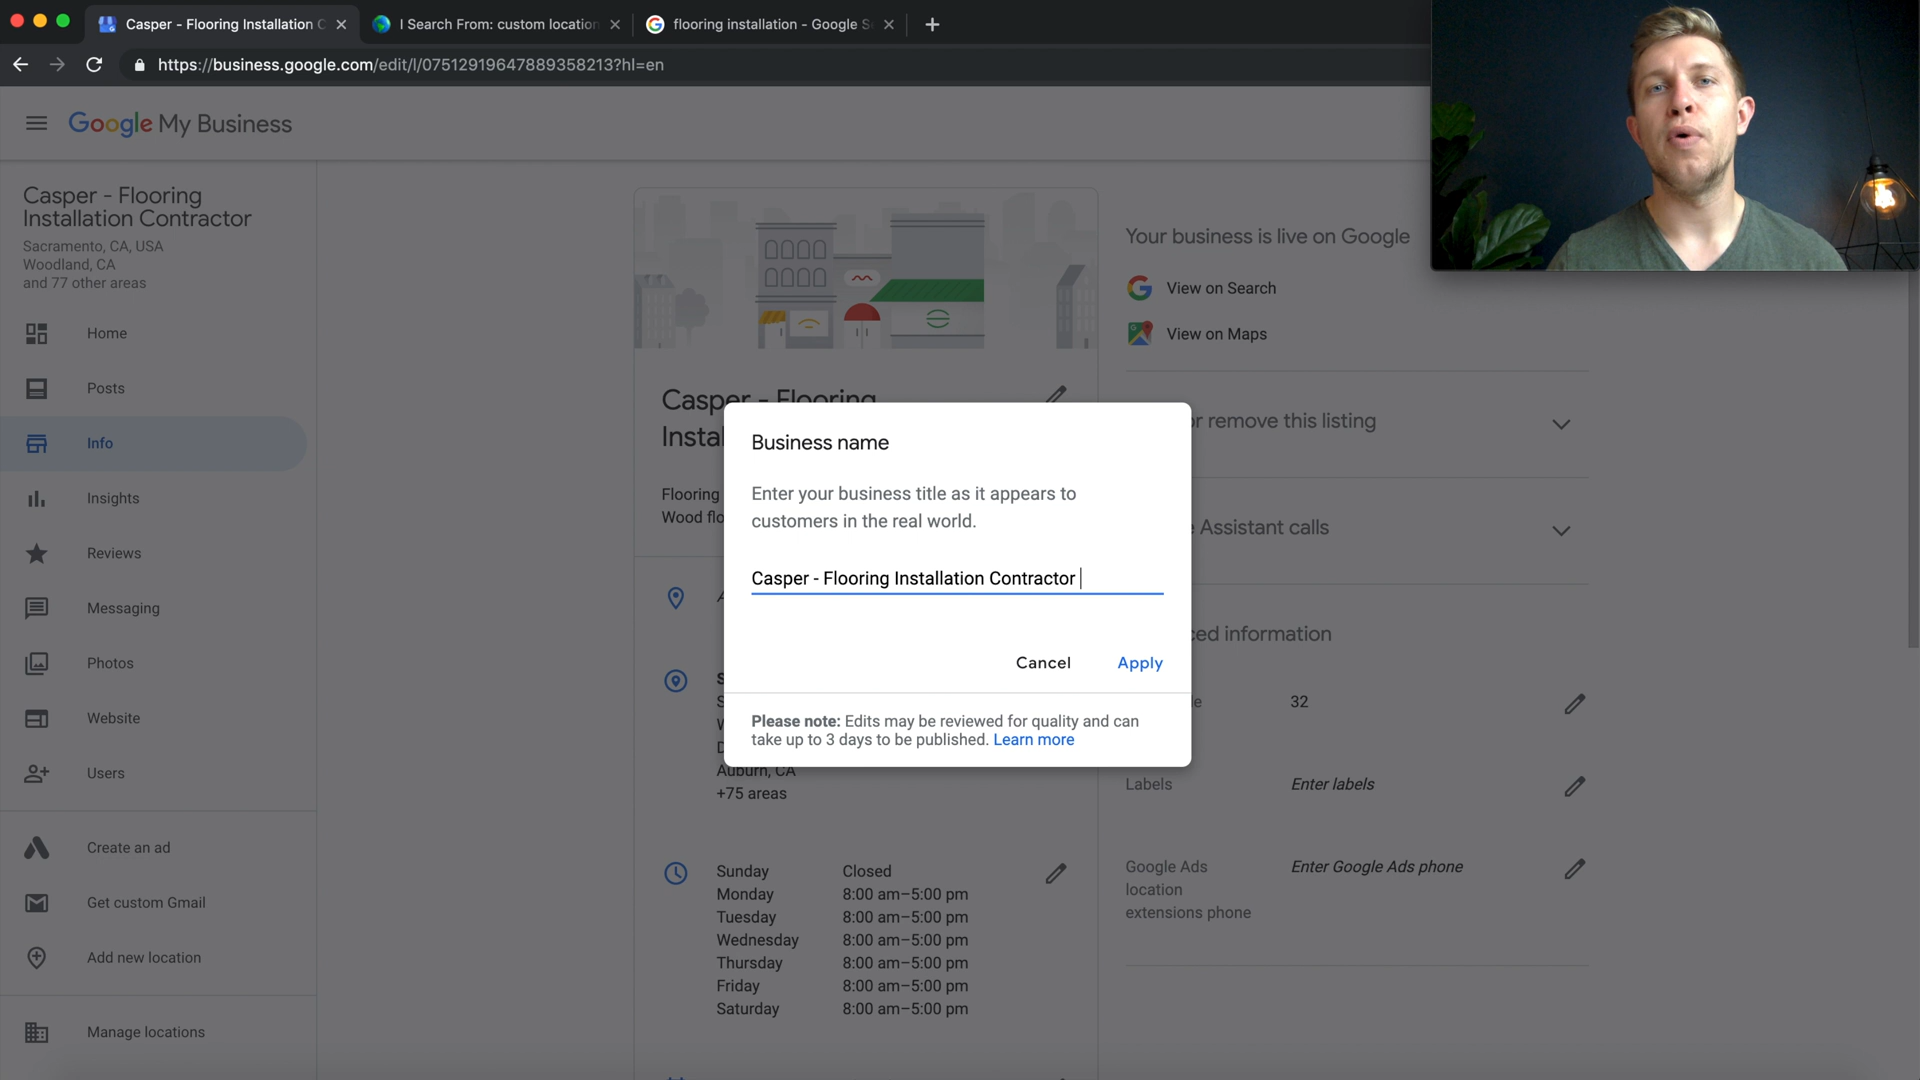 Casper - Flooring Installation C
I Search From: custom location
flooring installation - Google S
https://business.google.com/edit/l/07512919647889358213?hl=en
Google My Business
Casper - Flooring
Installation Contractor
Sacramento, CA, USA
Woodland, CA
and 77 other areas
Home
Posts
Info
Insights
Reviews
Messaging
Photos
Website
Users
Create an ad
Get custom Gmail
Add new location
Manage locations
Casper - Flooring
Instal
Flooring
Wood flo
Auburn, CA
+75 areas
Sunday Closed
Monday 8:00 am–5:00 pm
Tuesday 8:00 am–5:00 pm
Wednesday 8:00 am–5:00 pm
Thursday 8:00 am–5:00 pm
Friday 8:00 am–5:00 pm
Saturday 8:00 am–5:00 pm
Business name
Enter your business title as it appears to
customers in the real world.
Casper - Flooring Installation Contractor
Cancel Apply
Please note: Edits may be reviewed for quality and can
take up to 3 days to be published. Learn more
Your business is live on Google
View on Search
View on Maps
or remove this listing
Assistant calls
ced information
32
Labels Enter labels
Google Ads
location
extensions phone
Enter Google Ads phone